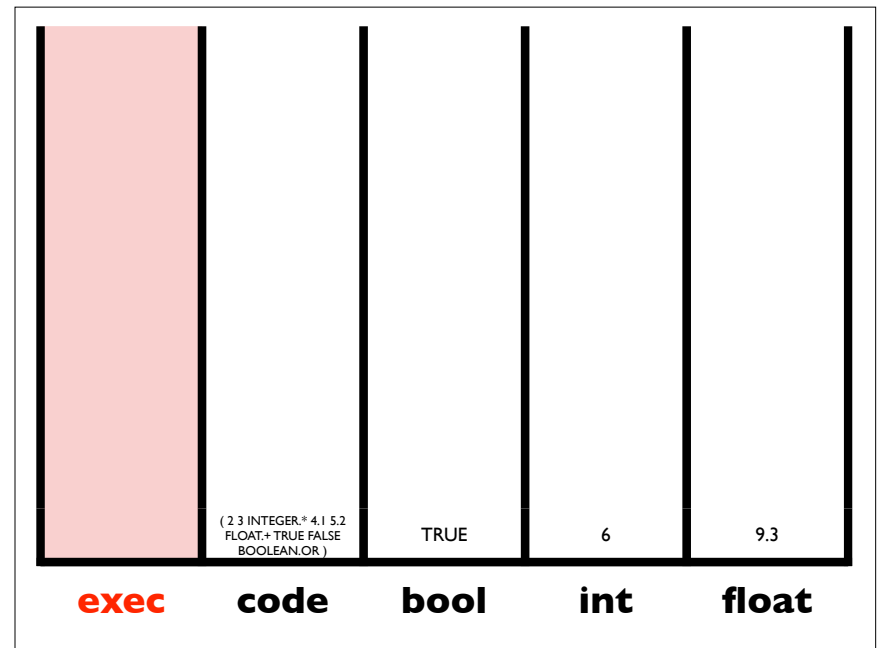 ( 2 3 INTEGER.* 4.1 5.2
FLOAT.+ TRUE FALSE
BOOLEAN.OR )
TRUE
6
9.3
exec
code
bool
int
float